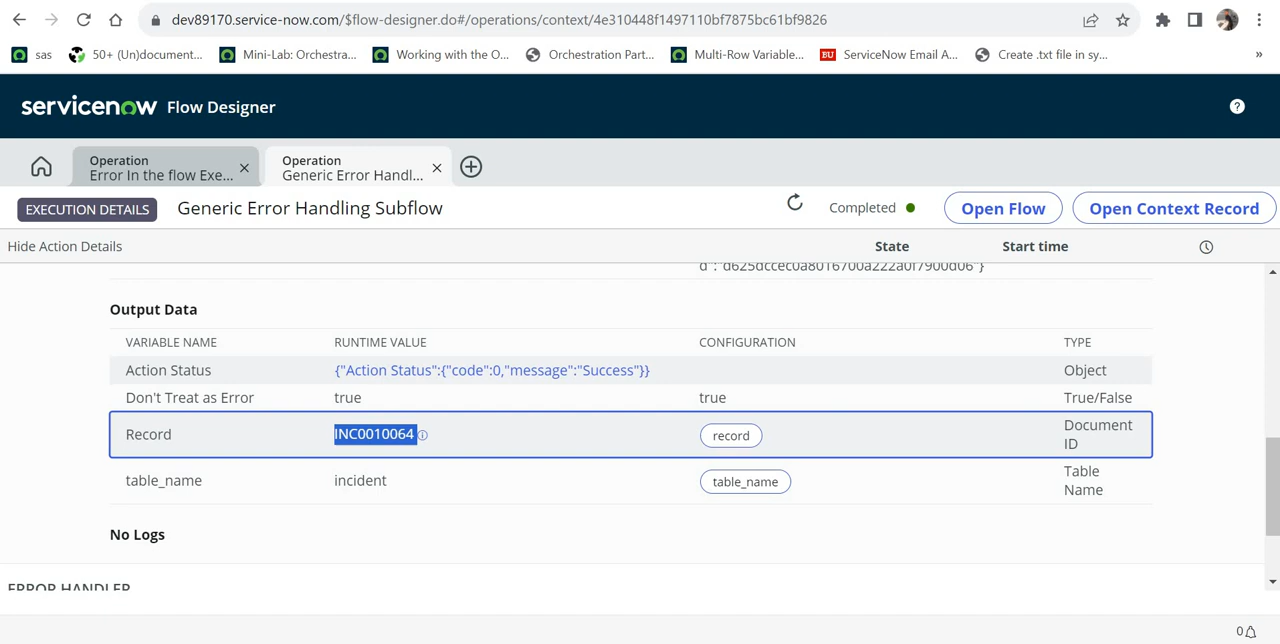 dev89170.service-now.com/$flow-designer.do#/operations/context/4e310448f1497110bf7875bc61bf9826
sas
50+ (Un)document...
Mini-Lab: Orchestra...
Working with the O...
Orchestration Part...
Multi-Row Variable...
BU
ServiceNow Email A...
Create .txt file in sy...
»
servicenow Flow Designer
?
Operation
Error In the flow Exe...
Operation
Generic Error Handl...
EXECUTION DETAILS
Generic Error Handling Subflow
Completed
Open Flow
Open Context Record
Hide Action Details
State
Start time
d":"d625dccec0a8016700a222a0f7900d06"}
Output Data
VARIABLE NAME RUNTIME VALUE CONFIGURATION TYPE
Action Status {"Action Status":{"code":0,"message":"Success"}} Object
Don't Treat as Error true true True/False
Record INC0010064 record Document ID
table_name incident table_name Table Name
No Logs
ERROR HANDLER
0